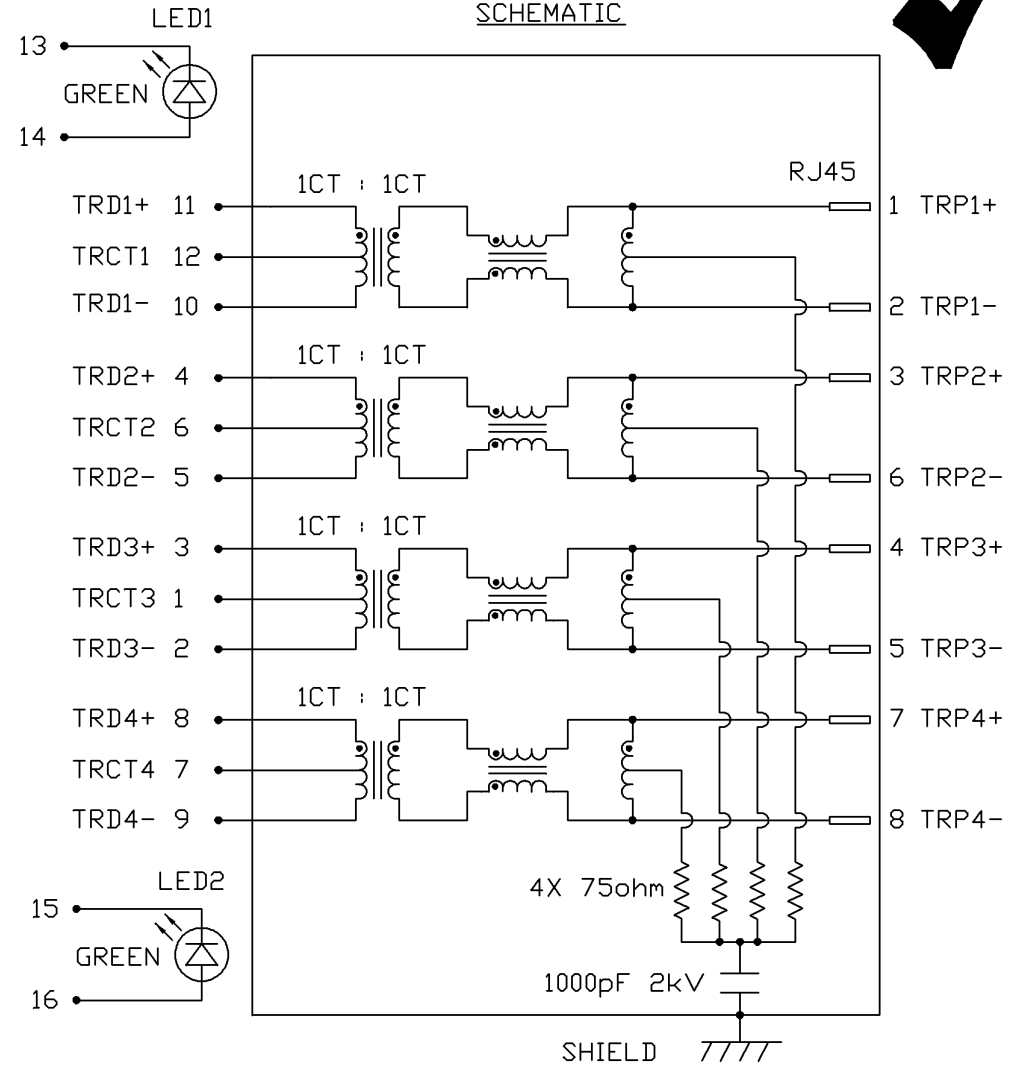 SCHEMATIC
LED1
13
GREEN
14
RJ45
1CT : 1CT
TRD1+ 11
1 TRP1+
TRCT1 12
TRD1- 10
2 TRP1-
1CT : 1CT
TRD2+ 4
3 TRP2+
TRCT2 6
TRD2- 5
6 TRP2-
1CT : 1CT
TRD3+ 3
4 TRP3+
TRCT3 1
TRD3- 2
5 TRP3-
1CT : 1CT
TRD4+ 8
7 TRP4+
TRCT4 7
TRD4- 9
8 TRP4-
LED2
4X 75ohm
15
GREEN
16
1000pF 2kV
SHIELD